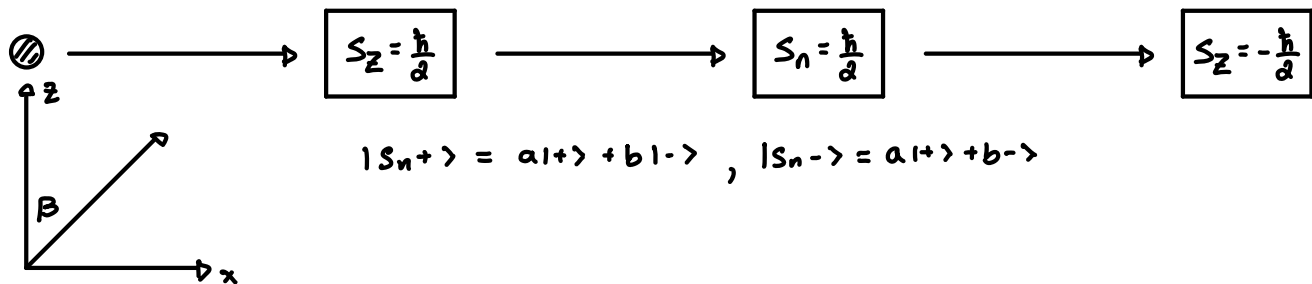 S_z = ħ/2
S_n = ħ/2
S_z = -ħ/2
z
|S_n+> = a|+> + b|->  ,  |S_n-> = a|+> + b->
β
x